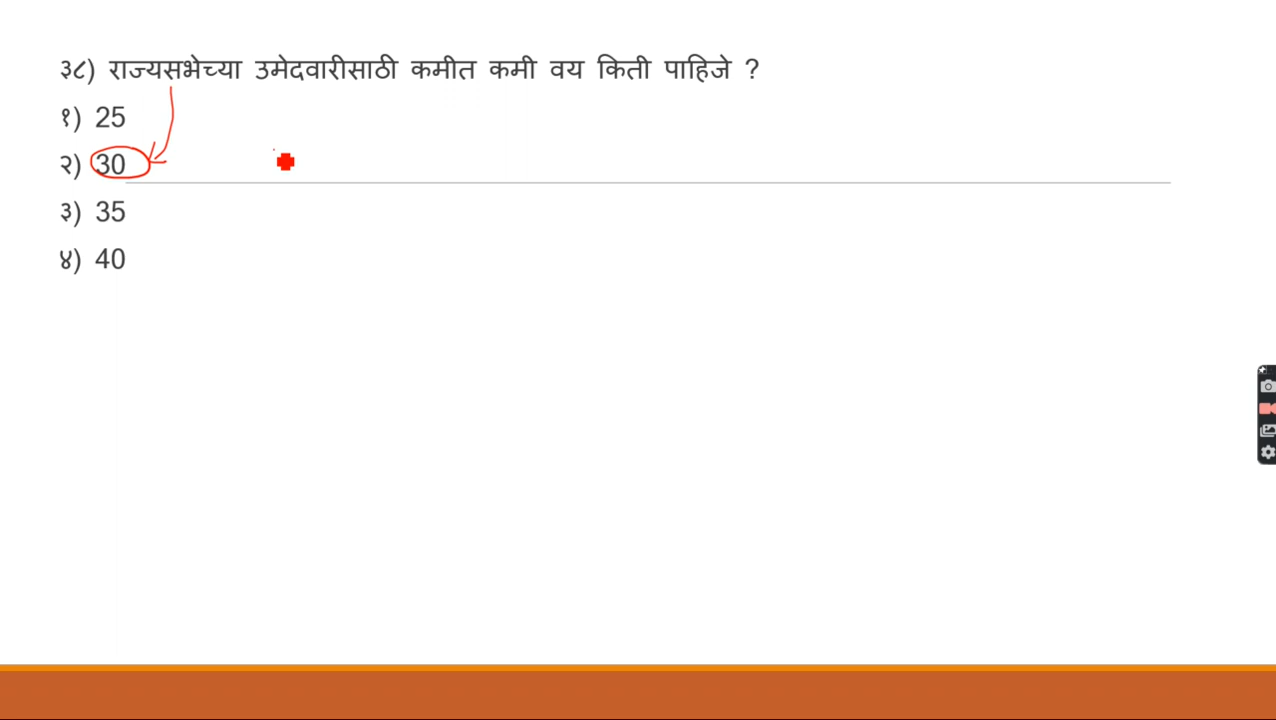 ३८) राज्यसभेच्या उमेदवारीसाठी कमीत कमी वय किती पाहिजे ?
१) 25
२) 30
३) 35
४) 40